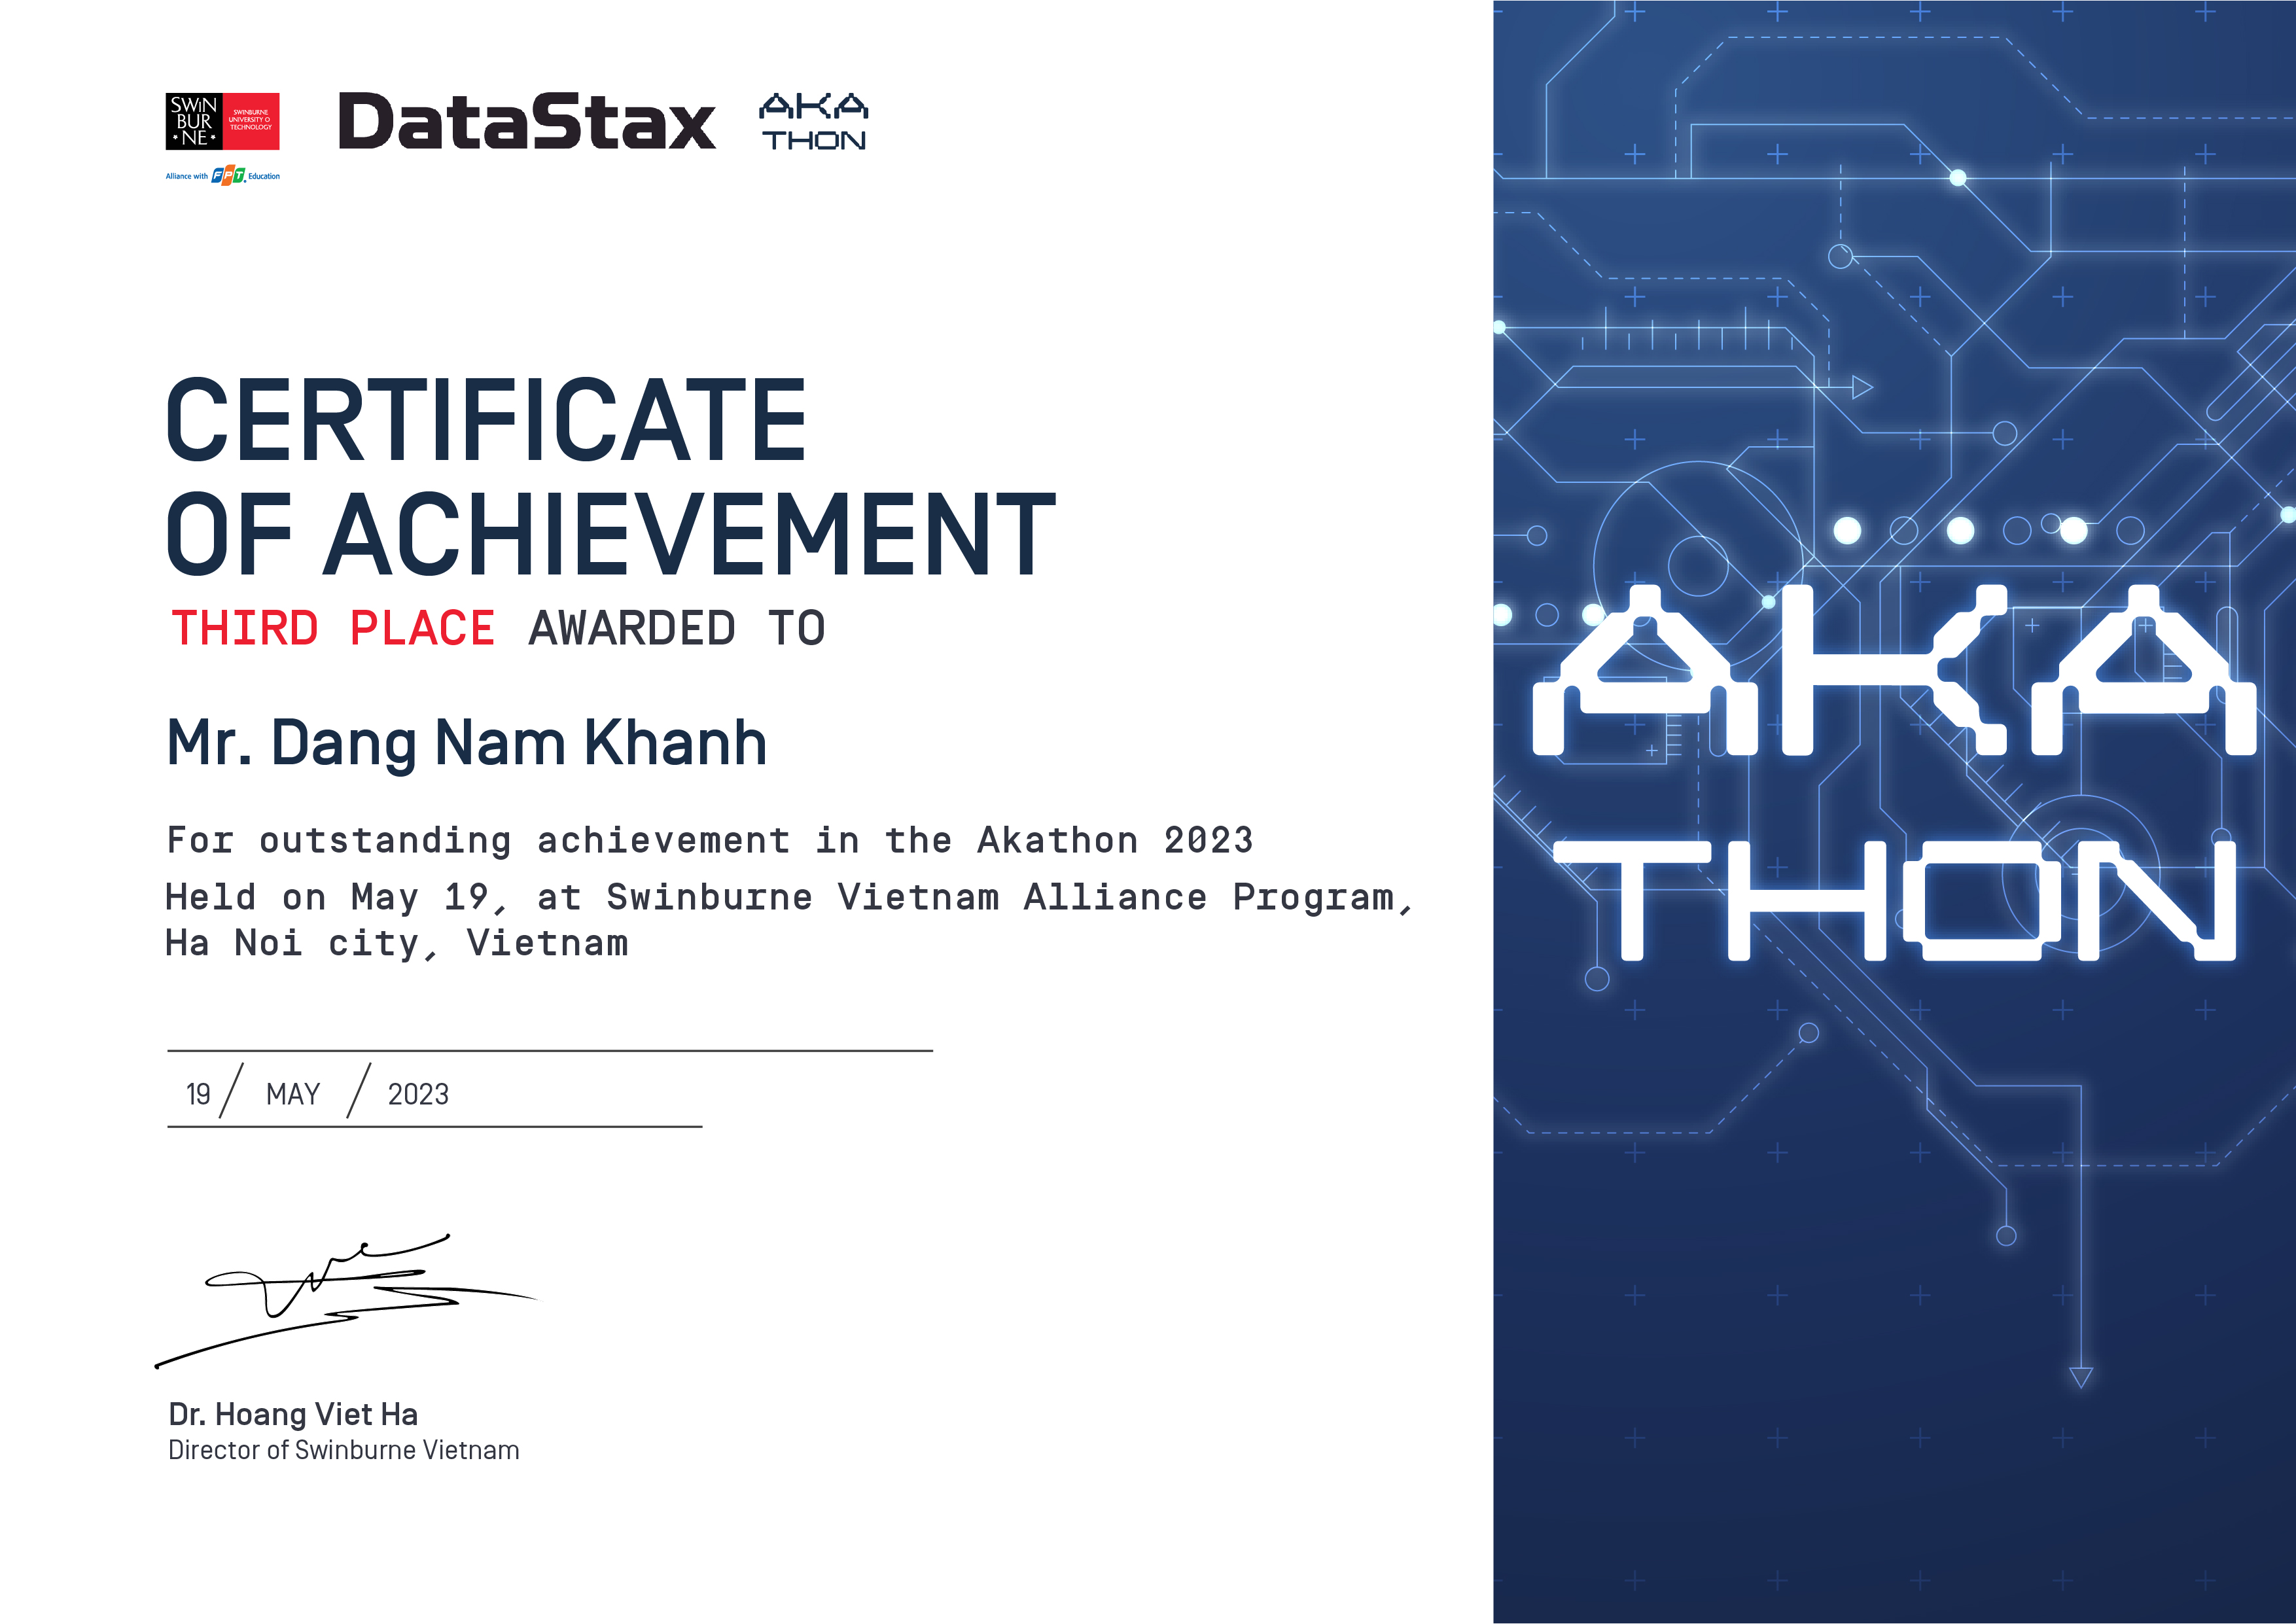 SWIN
BUR
NE
SWINBURNE
UNIVERSITY O
TECHNOLOGY
Alliance with FPT. Education
DataStax
AKA
THON
CERTIFICATE
OF ACHIEVEMENT
THIRD PLACE AWARDED TO
Mr. Dang Nam Khanh
For outstanding achievement in the Akathon 2023
Held on May 19, at Swinburne Vietnam Alliance Program,
Ha Noi city, Vietnam
19/ MAY / 2023
Dr. Hoang Viet Ha
Director of Swinburne Vietnam
AKA
THON